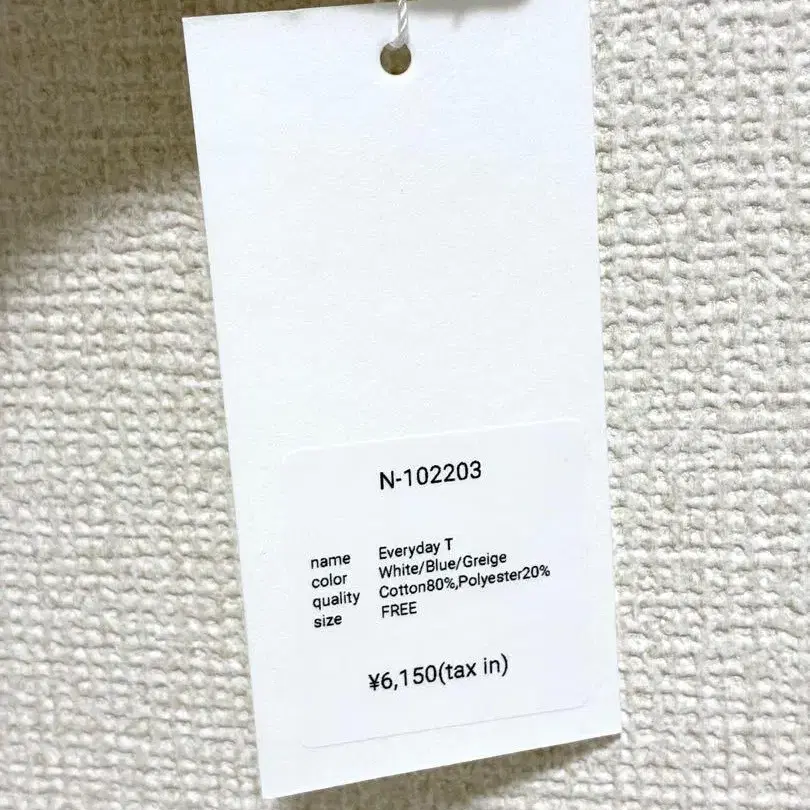 N-102203
name Everyday T
color White/Blue/Greige
quality Cotton80%,Polyester20%
size FREE
¥6,150(tax in)